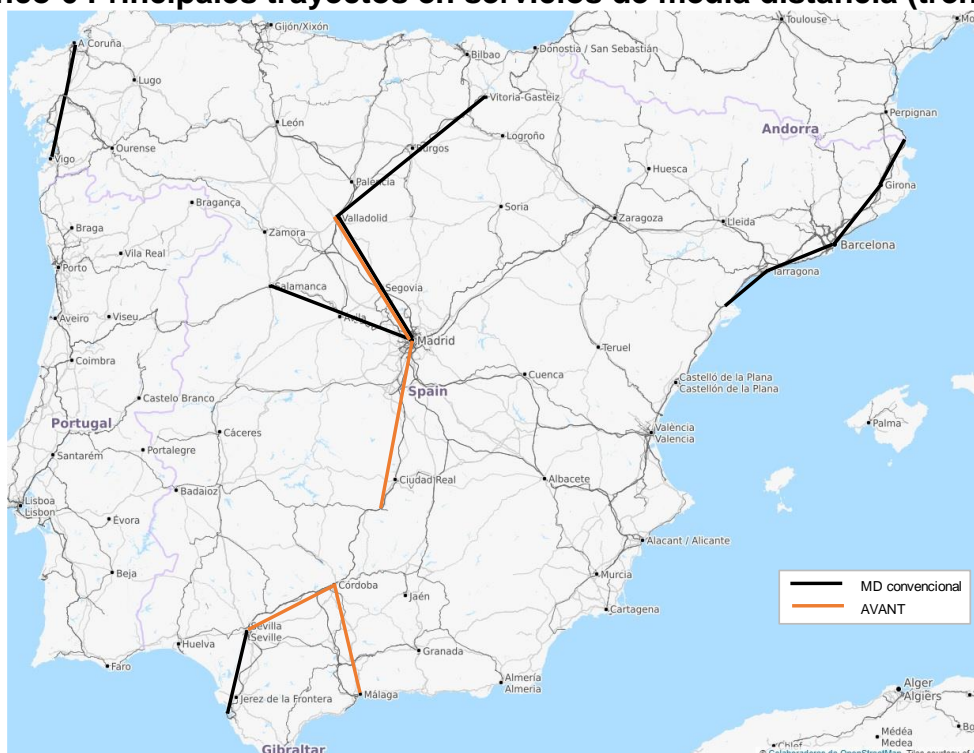 Principales trayectos en servicios de media distancia
Gijón/Xixón
Toulouse
A Coruña
Bilbao
Donostia / San Sebastián
Lugo
Vitoria-Gasteiz
Perpignan
León
Logroño
Andorra
Ourense
Burgos
Vigo
Huesca
Palencia
Girona
Bragança
Soria
Valladolid
Zaragoza
Lleida
Braga
Zamora
Barcelona
Vila Real
Porto
Tarragona
Salamanca
Segovia
Aveiro
Viseu
Madrid
Teruel
Coimbra
Cuenca
Castelló de la Plana
Castellón de la Plana
Spain
Castelo Branco
Palma
Portugal
Cáceres
València
Valencia
Santarém
Portalegre
Ciudad Real
Albacete
Badajoz
Lisboa
Lisbon
Évora
Alacant / Alicante
Beja
Córdoba
Murcia
MD convencional
Jaén
Cartagena
AVANT
Sevilla
Seville
Huelva
Granada
Faro
Almería
Almeria
Alger
Algiers
Jerez de la Frontera
Málaga
Médéa
Medea
Gibraltar
Chlef
© Colaboradores de OpenStreetMap